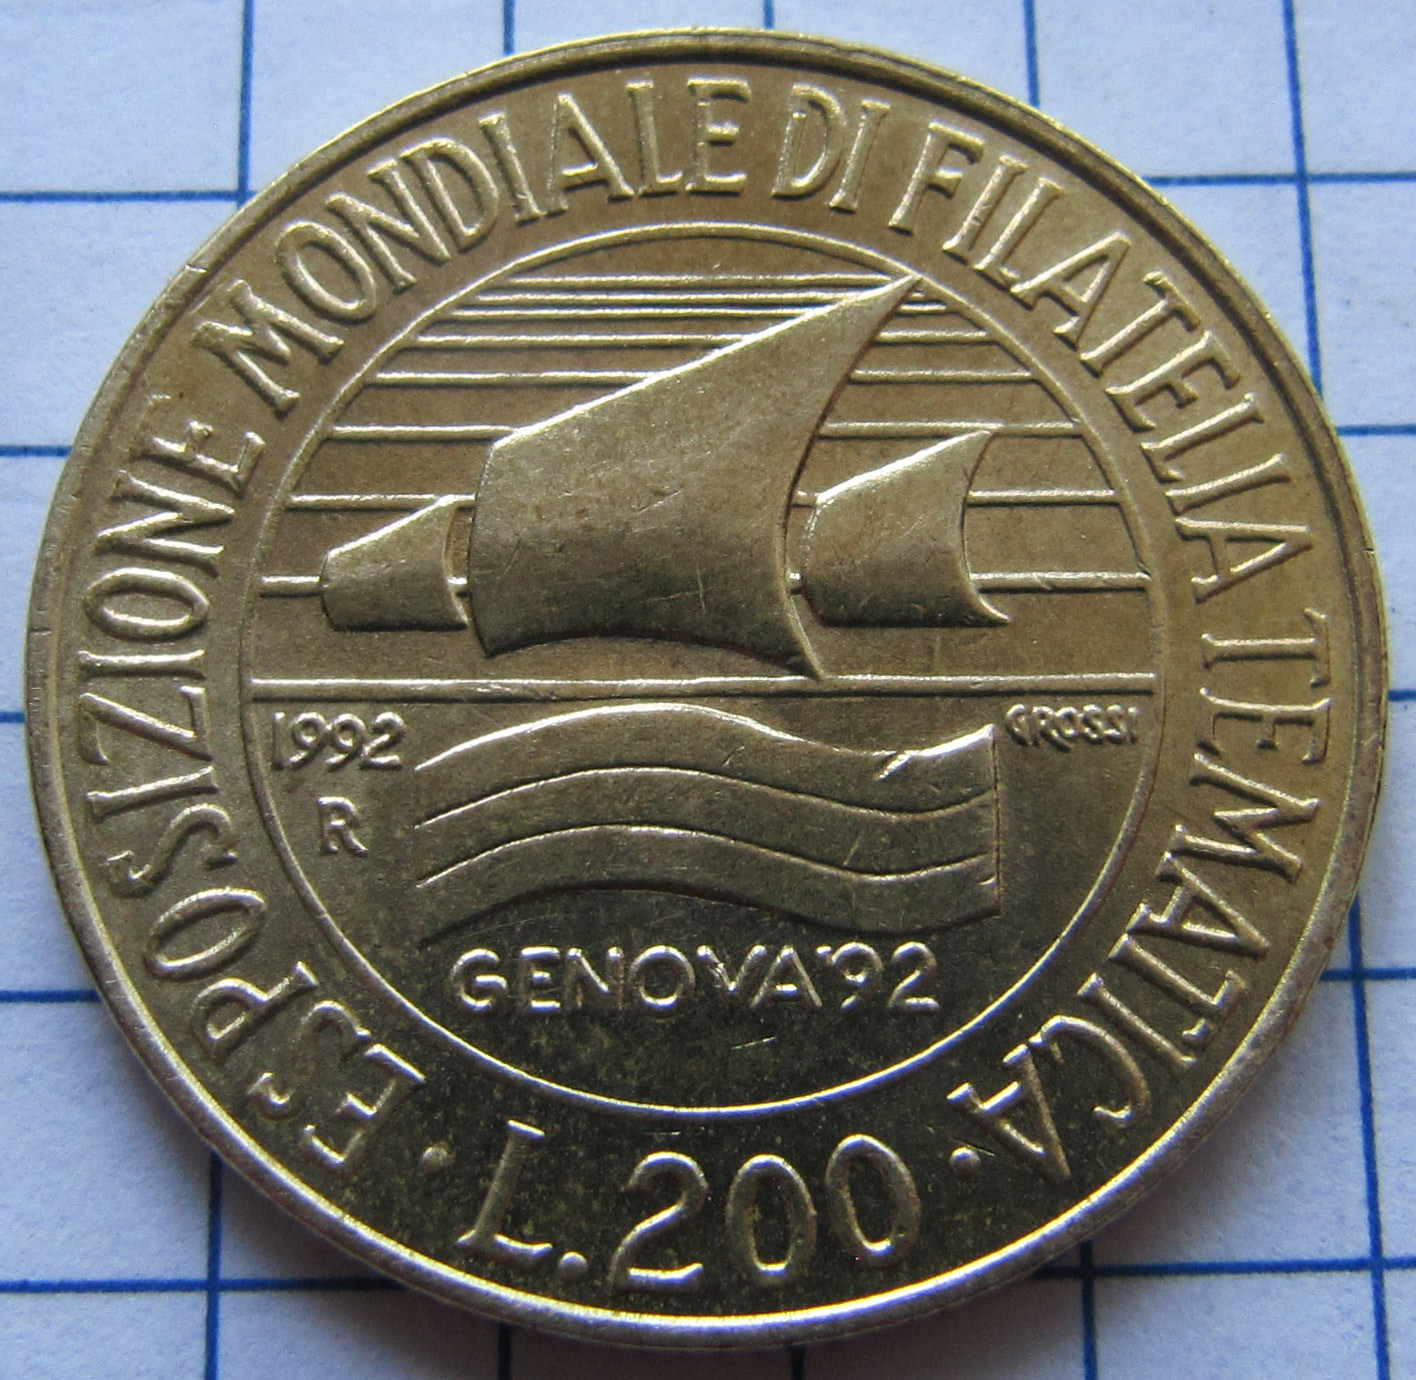 ESPOSIZIONE MONDIALE DI FILATELIA TEMATICA
1992
GROSSI
R
GENOVA'92
· L.200 ·